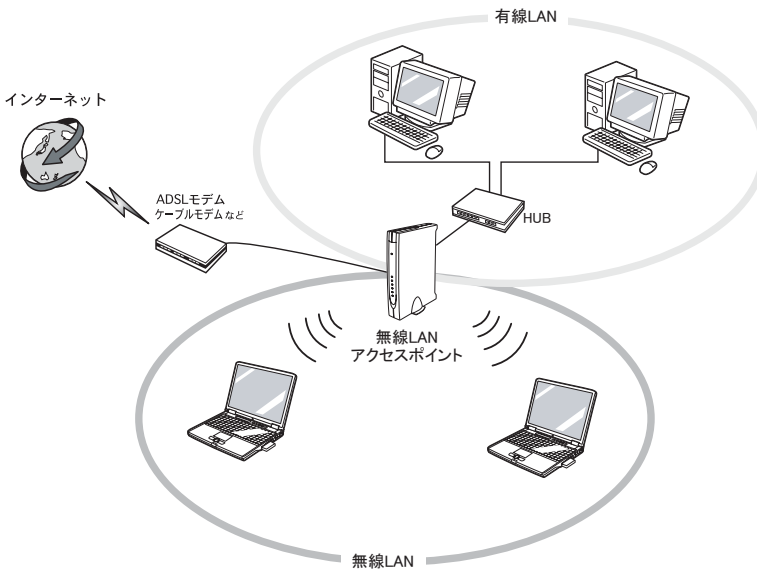 有線LAN
インターネット
ADSLモデム
ケーブルモデムなど
HUB
無線LAN
アクセスポイント
無線LAN